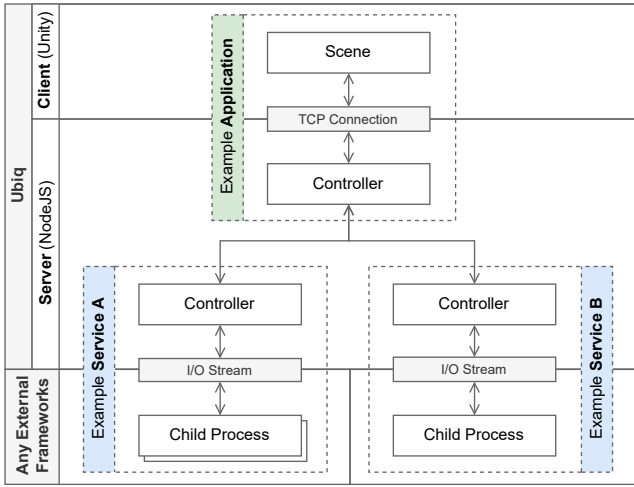 Ubiq
Client (Unity)
Example Application
Scene
TCP Connection
Controller
Server (NodeJS)
Example Service A
Controller
I/O Stream
Child Process
Controller
I/O Stream
Child Process
Example Service B
Any External
Frameworks